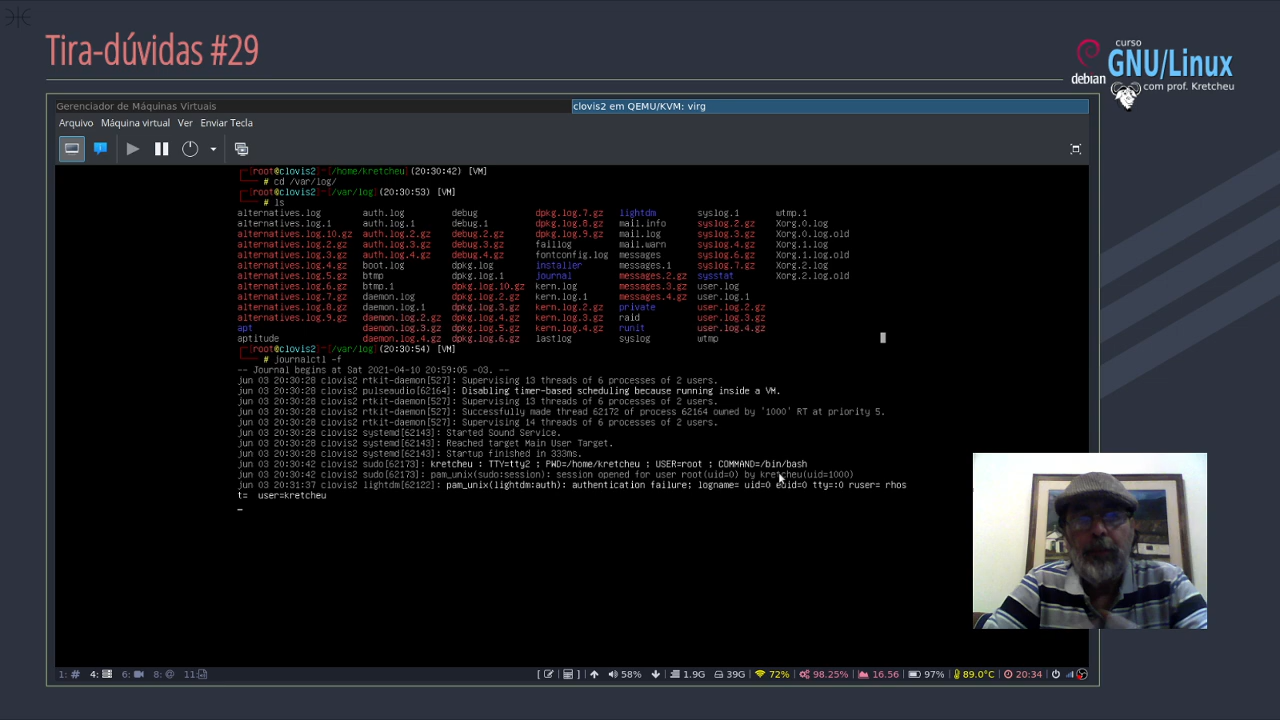 Tira-dúvidas #29
curso
GNU/Linux
debian
com prof. Kretcheu
Gerenciador de Máquinas Virtuais
clovis2 em QEMU/KVM: virg
Arquivo Máquina virtual Ver Enviar Tecla
[root@clovis2]-[/home/kretcheu](20:30:42) [VM]
# cd /var/log/
[root@clovis2]-[/var/log](20:30:53) [VM]
# ls
alternatives.log auth.log debug dpkg.log.7.gz lightdm syslog.1 wtmp.1
alternatives.log.1 auth.log.1 debug.1 dpkg.log.8.gz mail.info syslog.2.gz Xorg.0.log
alternatives.log.10.gz auth.log.2.gz debug.2.gz dpkg.log.9.gz mail.log syslog.3.gz Xorg.0.log.old
alternatives.log.2.gz auth.log.3.gz debug.3.gz faillog mail.warn syslog.4.gz Xorg.1.log
alternatives.log.3.gz auth.log.4.gz debug.4.gz fontconfig.log messages syslog.6.gz Xorg.1.log.old
alternatives.log.4.gz boot.log dpkg.log installer messages.1 syslog.7.gz Xorg.2.log
alternatives.log.5.gz btmp dpkg.log.1 journal messages.2.gz sysstat Xorg.2.log.old
alternatives.log.6.gz btmp.1 dpkg.log.10.gz kern.log messages.3.gz user.log
alternatives.log.7.gz daemon.log dpkg.log.2.gz kern.log.1 messages.4.gz user.log.1
alternatives.log.8.gz daemon.log.1 dpkg.log.3.gz kern.log.2.gz private user.log.2.gz
alternatives.log.9.gz daemon.log.2.gz dpkg.log.4.gz kern.log.3.gz raid user.log.3.gz
apt daemon.log.3.gz dpkg.log.5.gz kern.log.4.gz runit user.log.4.gz
aptitude daemon.log.4.gz dpkg.log.6.gz lastlog syslog wtmp
[root@clovis2]-[/var/log](20:30:54) [VM]
# journalctl -f
-- Journal begins at Sat 2021-04-10 20:59:05 -03. --
jun 03 20:30:28 clovis2 rtkit-daemon[527]: Supervising 13 threads of 6 processes of 2 users.
jun 03 20:30:28 clovis2 pulseaudio[62164]: Disabling timer-based scheduling because running inside a VM.
jun 03 20:30:28 clovis2 rtkit-daemon[527]: Supervising 13 threads of 6 processes of 2 users.
jun 03 20:30:28 clovis2 rtkit-daemon[527]: Successfully made thread 62172 of process 62164 owned by '1000' RT at priority 5.
jun 03 20:30:28 clovis2 rtkit-daemon[527]: Supervising 14 threads of 6 processes of 2 users.
jun 03 20:30:28 clovis2 systemd[62143]: Started Sound Service.
jun 03 20:30:28 clovis2 systemd[62143]: Reached target Main User Target.
jun 03 20:30:28 clovis2 systemd[62143]: Startup finished in 333ms.
jun 03 20:30:42 clovis2 sudo[62173]: kretcheu : TTY=tty2 ; PWD=/home/kretcheu ; USER=root ; COMMAND=/bin/bash
jun 03 20:30:42 clovis2 sudo[62173]: pam_unix(sudo:session): session opened for user root(uid=0) by kretcheu(uid=1000)
jun 03 20:31:37 clovis2 lightdm[62122]: pam_unix(lightdm:auth): authentication failure; logname= uid=0 euid=0 tty=:0 ruser= rhos
t= user=kretcheu
1: # 4: 6: 8: @ 11: [ ] 58% 1.9G 39G 72% 98.25% 16.56 97% 89.0°C 20:34